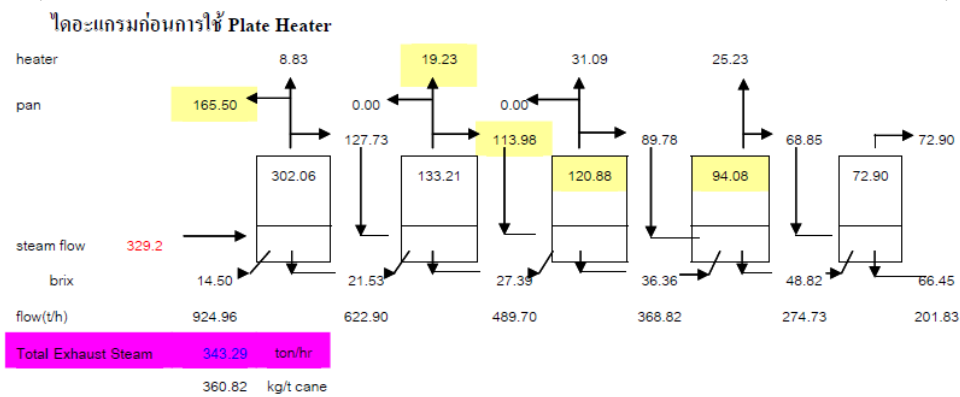 ไดอะแกรมก่อนการใช้ Plate Heater
heater 8.83 19.23 31.09 25.23
pan 165.50 0.00 0.00
127.73 113.98 89.78 68.85 72.90
302.06 133.21 120.88 94.08 72.90
steam flow 329.2
brix 14.50 21.53 27.39 36.36 48.82 66.45
flow(t/h) 924.96 622.90 489.70 368.82 274.73 201.83
Total Exhaust Steam 343.29 ton/hr
360.82 kg/t cane